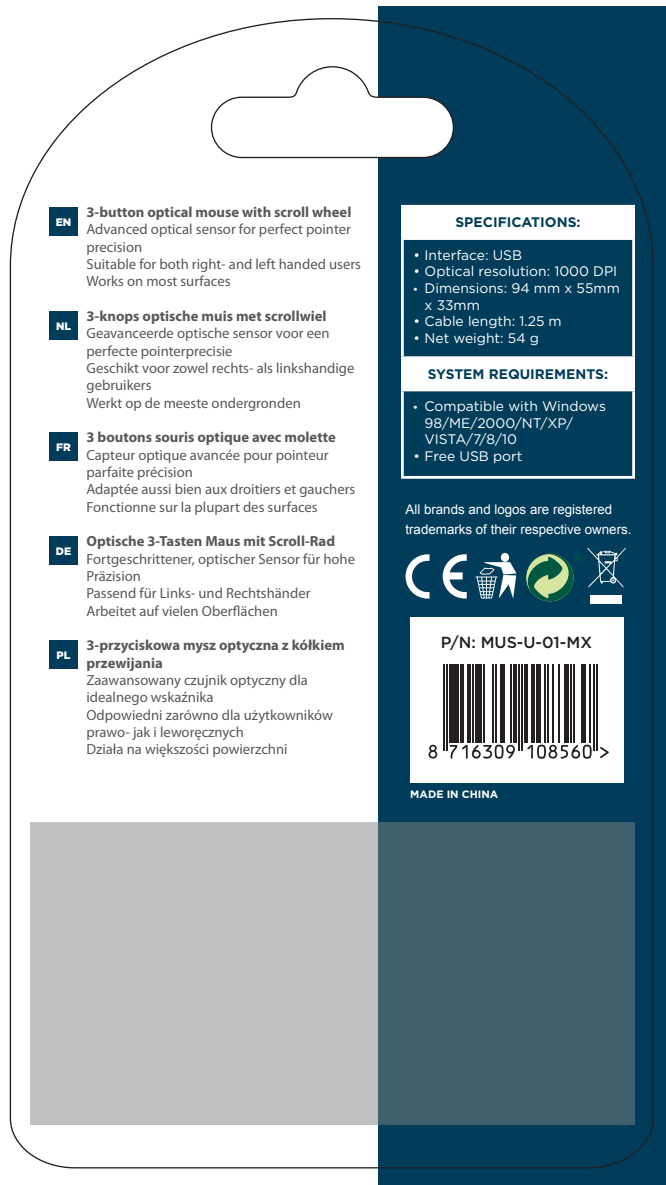 EN
3-button optical mouse with scroll wheel
Advanced optical sensor for perfect pointer
precision
Suitable for both right- and left handed users
Works on most surfaces
NL
3-knops optische muis met scrollwiel
Geavanceerde optische sensor voor een
perfecte pointerprecisie
Geschikt voor zowel rechts- als linkshandige
gebruikers
Werkt op de meeste ondergronden
FR
3 boutons souris optique avec molette
Capteur optique avancée pour pointeur
parfaite précision
Adaptée aussi bien aux droitiers et gauchers
Fonctionne sur la plupart des surfaces
DE
Optische 3-Tasten Maus mit Scroll-Rad
Fortgeschrittener, optischer Sensor für hohe
Präzision
Passend für Links- und Rechtshänder
Arbeitet auf vielen Oberflächen
PL
3-przyciskowa mysz optyczna z kółkiem
przewijania
Zaawansowany czujnik optyczny dla
idealnego wskaźnika
Odpowiedni zarówno dla użytkowników
prawo- jak i leworęcznych
Działa na większości powierzchni
SPECIFICATIONS:
• Interface: USB
• Optical resolution: 1000 DPI
• Dimensions: 94 mm x 55mm
x 33mm
• Cable length: 1.25 m
• Net weight: 54 g
SYSTEM REQUIREMENTS:
• Compatible with Windows
98/ME/2000/NT/XP/
VISTA/7/8/10
• Free USB port
All brands and logos are registered
trademarks of their respective owners.
CE
P/N: MUS-U-01-MX
8 716309 108560 >
MADE IN CHINA